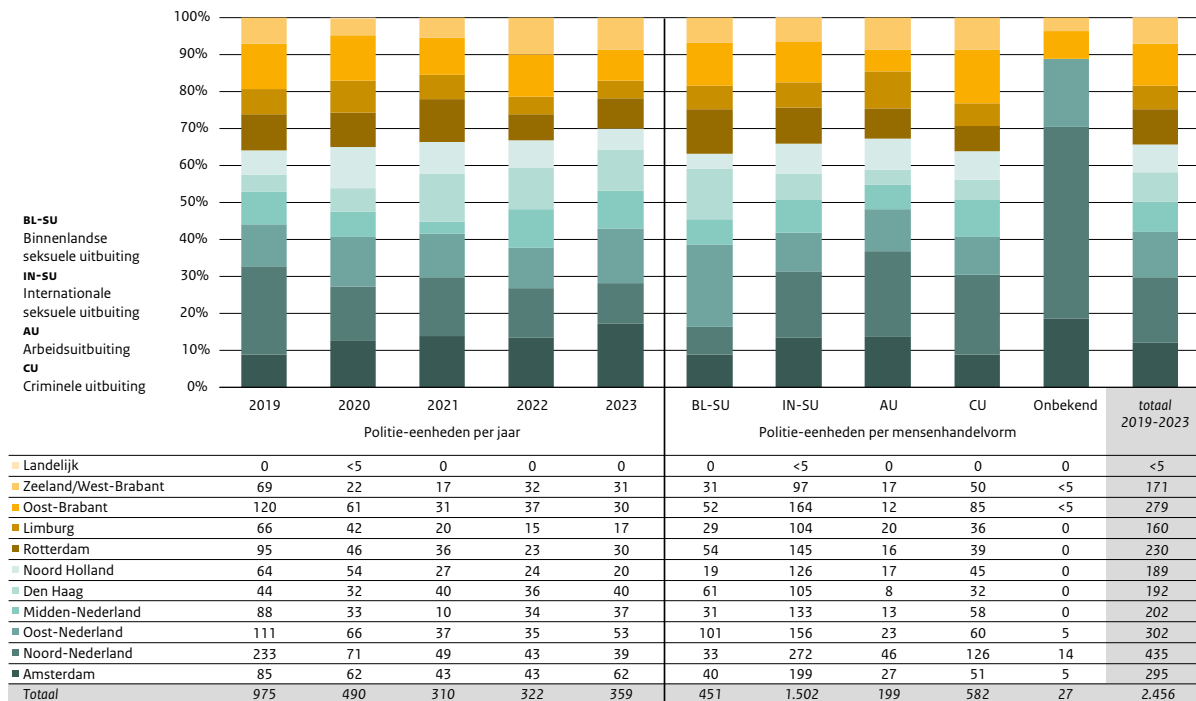 100%
90%
80%
70%
60%
50%
40%
30%
20%
10%
0%
BL-SU
Binnenlandse
seksuele uitbuiting
IN-SU
Internationale
seksuele uitbuiting
AU
Arbeidsuitbuiting
CU
Criminele uitbuiting
2019 2020 2021 2022 2023 BL-SU IN-SU AU CU Onbekend totaal
2019-2023
Politie-eenheden per jaar Politie-eenheden per mensenhandelvorm
Landelijk 0 <5 0 0 0 0 <5 0 0 0 <5
Zeeland/West-Brabant 69 22 17 32 31 31 97 17 50 <5 171
Oost-Brabant 120 61 31 37 30 52 164 12 85 <5 279
Limburg 66 42 20 15 17 29 104 20 36 0 160
Rotterdam 95 46 36 23 30 54 145 16 39 0 230
Noord Holland 64 54 27 24 20 19 126 17 45 0 189
Den Haag 44 32 40 36 40 61 105 8 32 0 192
Midden-Nederland 88 33 10 34 37 31 133 13 58 0 202
Oost-Nederland 111 66 37 35 53 101 156 23 60 5 302
Noord-Nederland 233 71 49 43 39 33 272 46 126 14 435
Amsterdam 85 62 43 43 62 40 199 27 51 5 295
Totaal 975 490 310 322 359 451 1.502 199 582 27 2.456